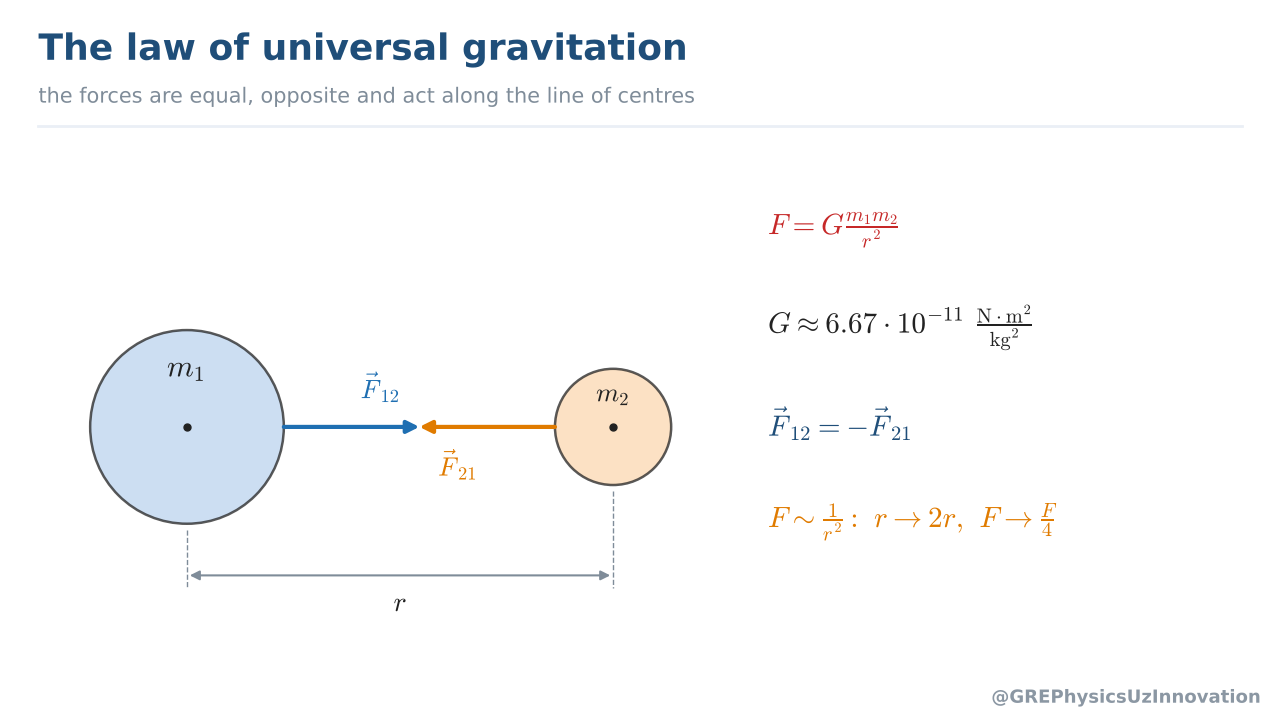 The law of universal gravitation
the forces are equal, opposite and act along the line of centres
F = G m₁m₂/r²
G ≈ 6.67 · 10⁻¹¹ N · m²/kg²
m₁
F⃗₁₂
m₂
F⃗₁₂ = −F⃗₂₁
F⃗₂₁
F ~ 1/r² : r → 2r, F → F/4
r
@GREPhysicsUzInnovation